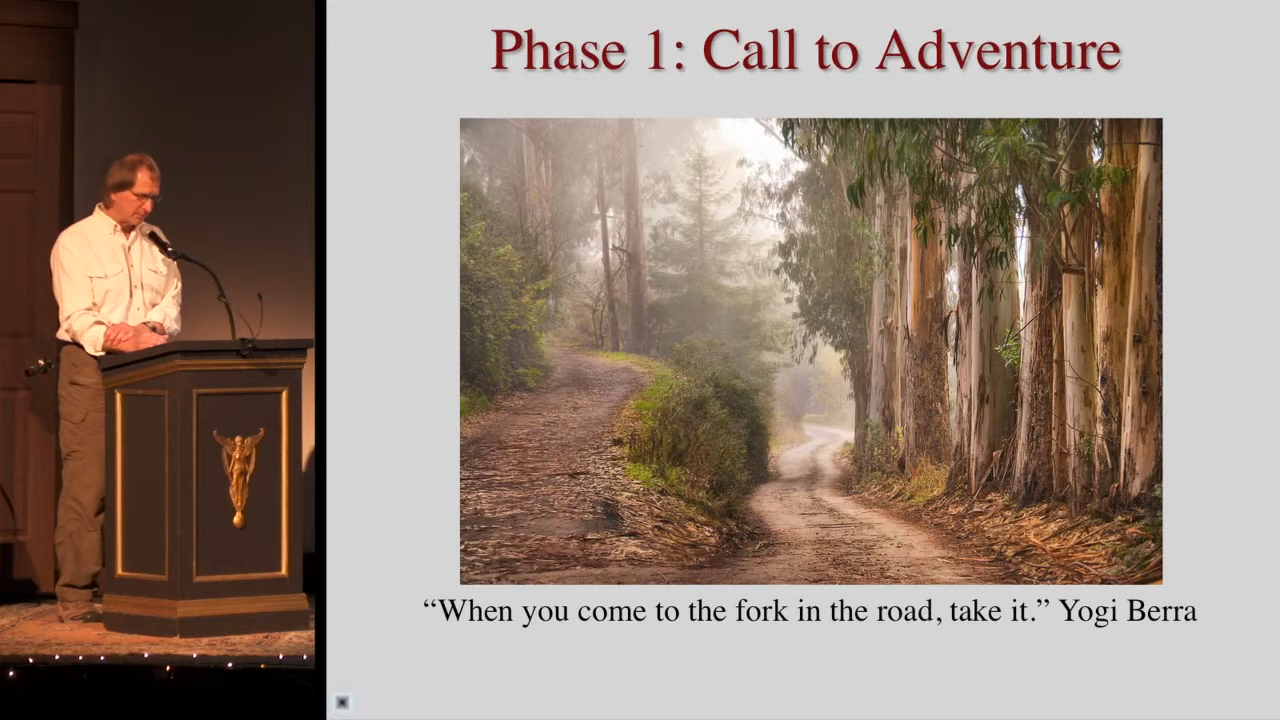 Phase 1: Call to Adventure
“When you come to the fork in the road, take it.” Yogi Berra